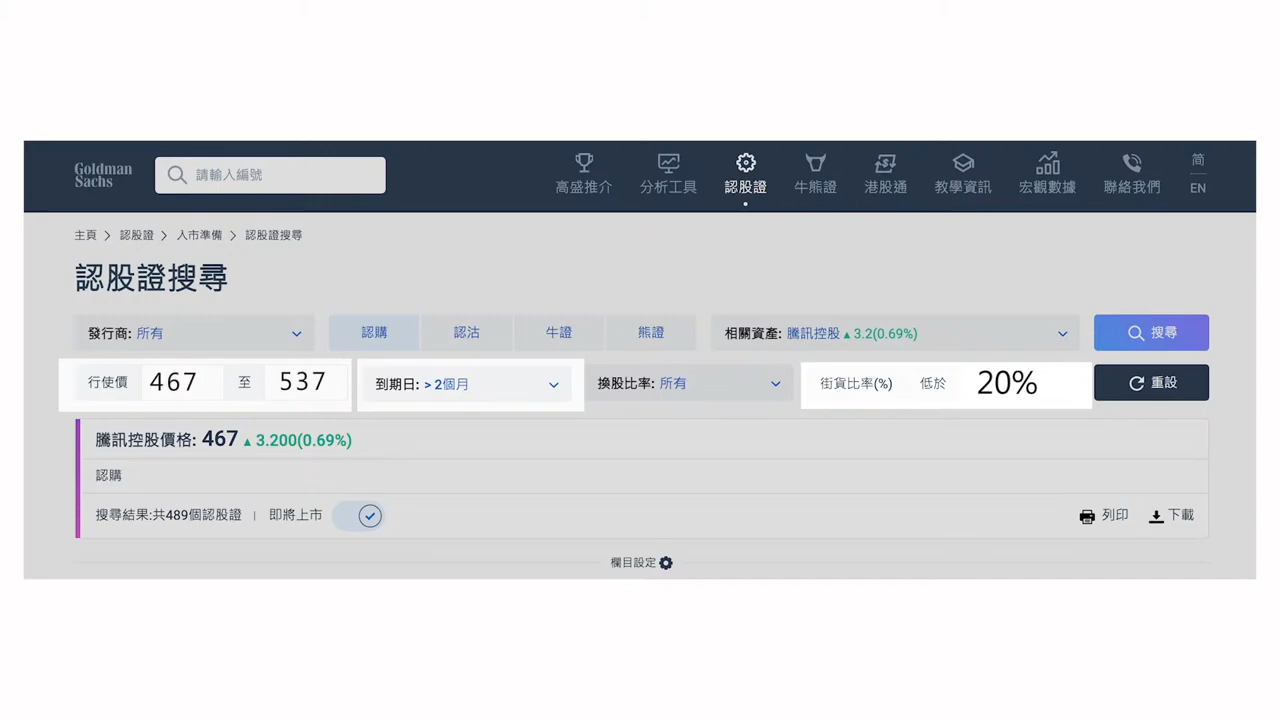 Goldman
Sachs
請輸入編號
高盛推介 分析工具 認股證 牛熊證 港股通 教學資訊 宏觀數據 聯絡我們
简
EN
主頁 > 認股證 > 入市準備 > 認股證搜尋
認股證搜尋
發行商: 所有 認購 認沽 牛證 熊證 相關資產: 騰訊控股 ▲ 3.2(0.69%) 搜尋
行使價 467 至 537 到期日: > 2個月 換股比率: 所有 街貨比率(%) 低於 20% 重設
騰訊控股價格: 467 ▲ 3.200(0.69%)
認購
搜尋結果:共489個認股證 | 即將上市 列印 下載
欄目設定